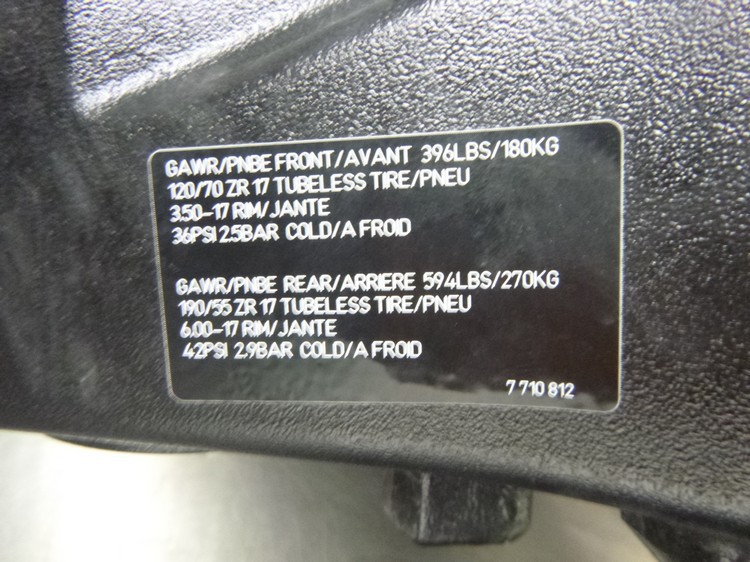 GAWR/PNBE FRONT/AVANT 396LBS/180KG
120/70 ZR 17 TUBELESS TIRE/PNEU
3.50-17 RIM/JANTE
36PSI 2.5BAR COLD/A FROID
GAWR/PNBE REAR/ARRIERE 594LBS/270KG
190/55 ZR 17 TUBELESS TIRE/PNEU
6.00-17 RIM/JANTE
42PSI 2.9BAR COLD/A FROID
7 710 812